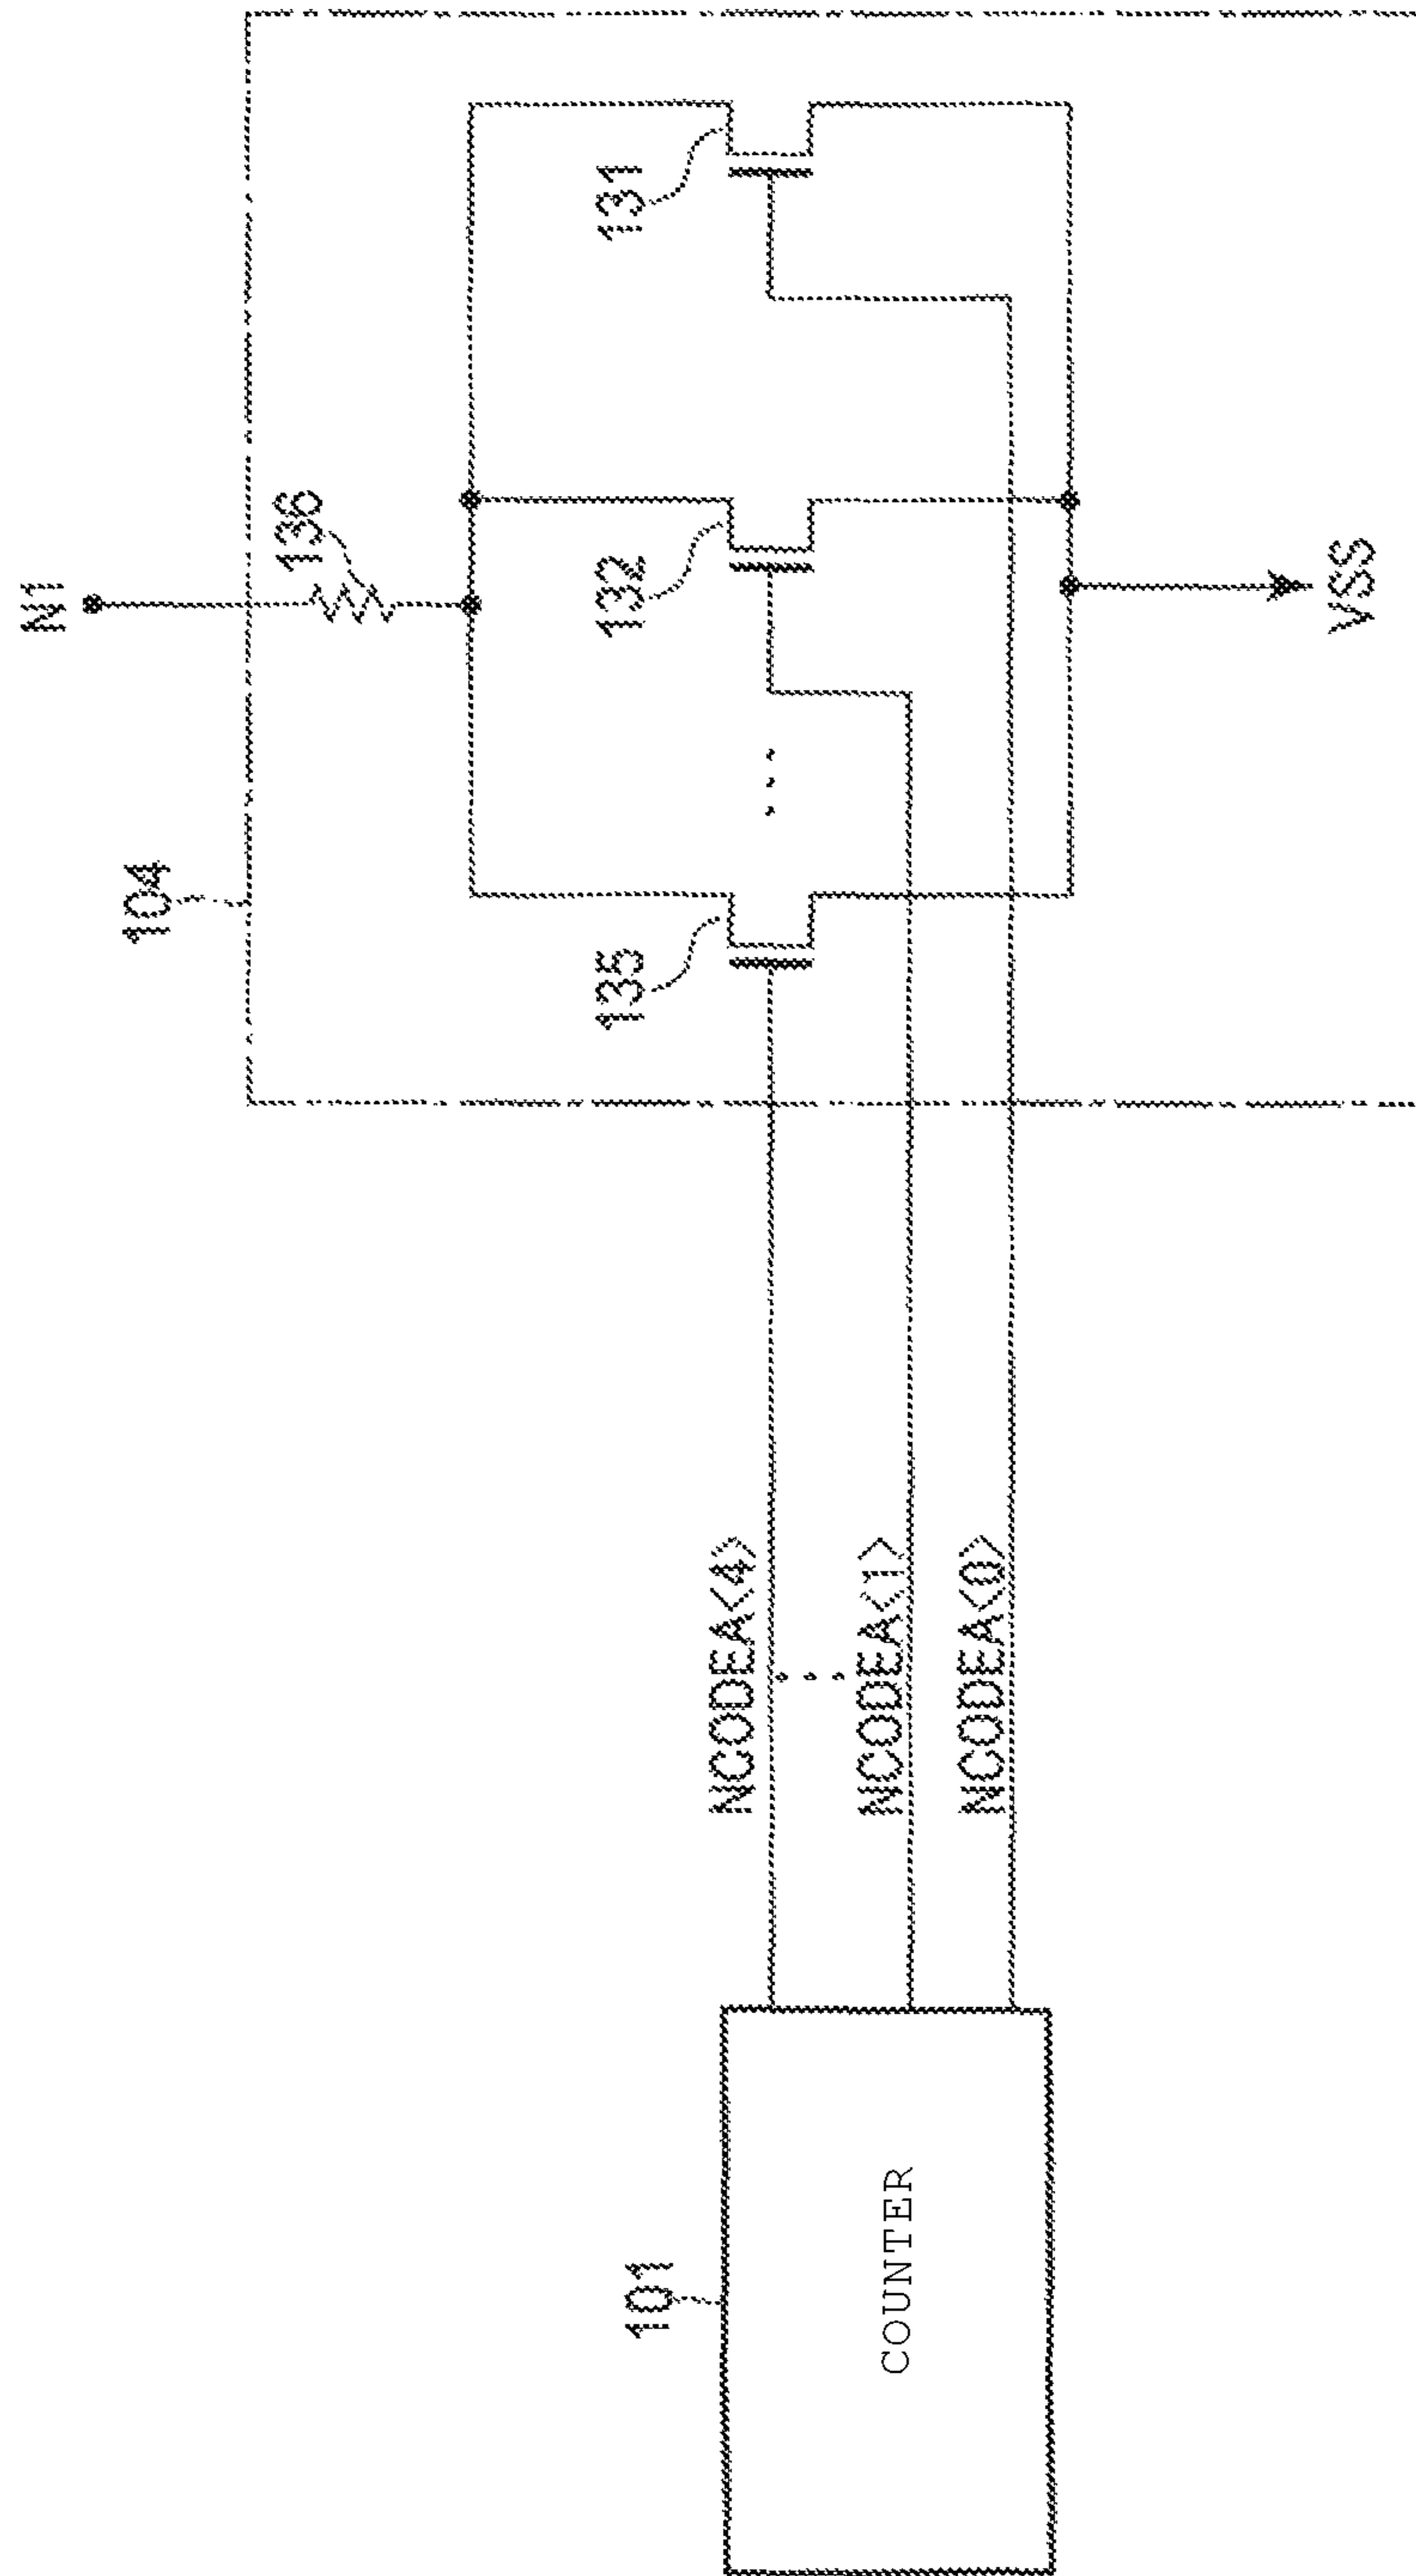 N1
104
136
135
132
131
NCODEA<4>
NCODEA<1>
NCODEA<0>
101
COUNTER
VSS